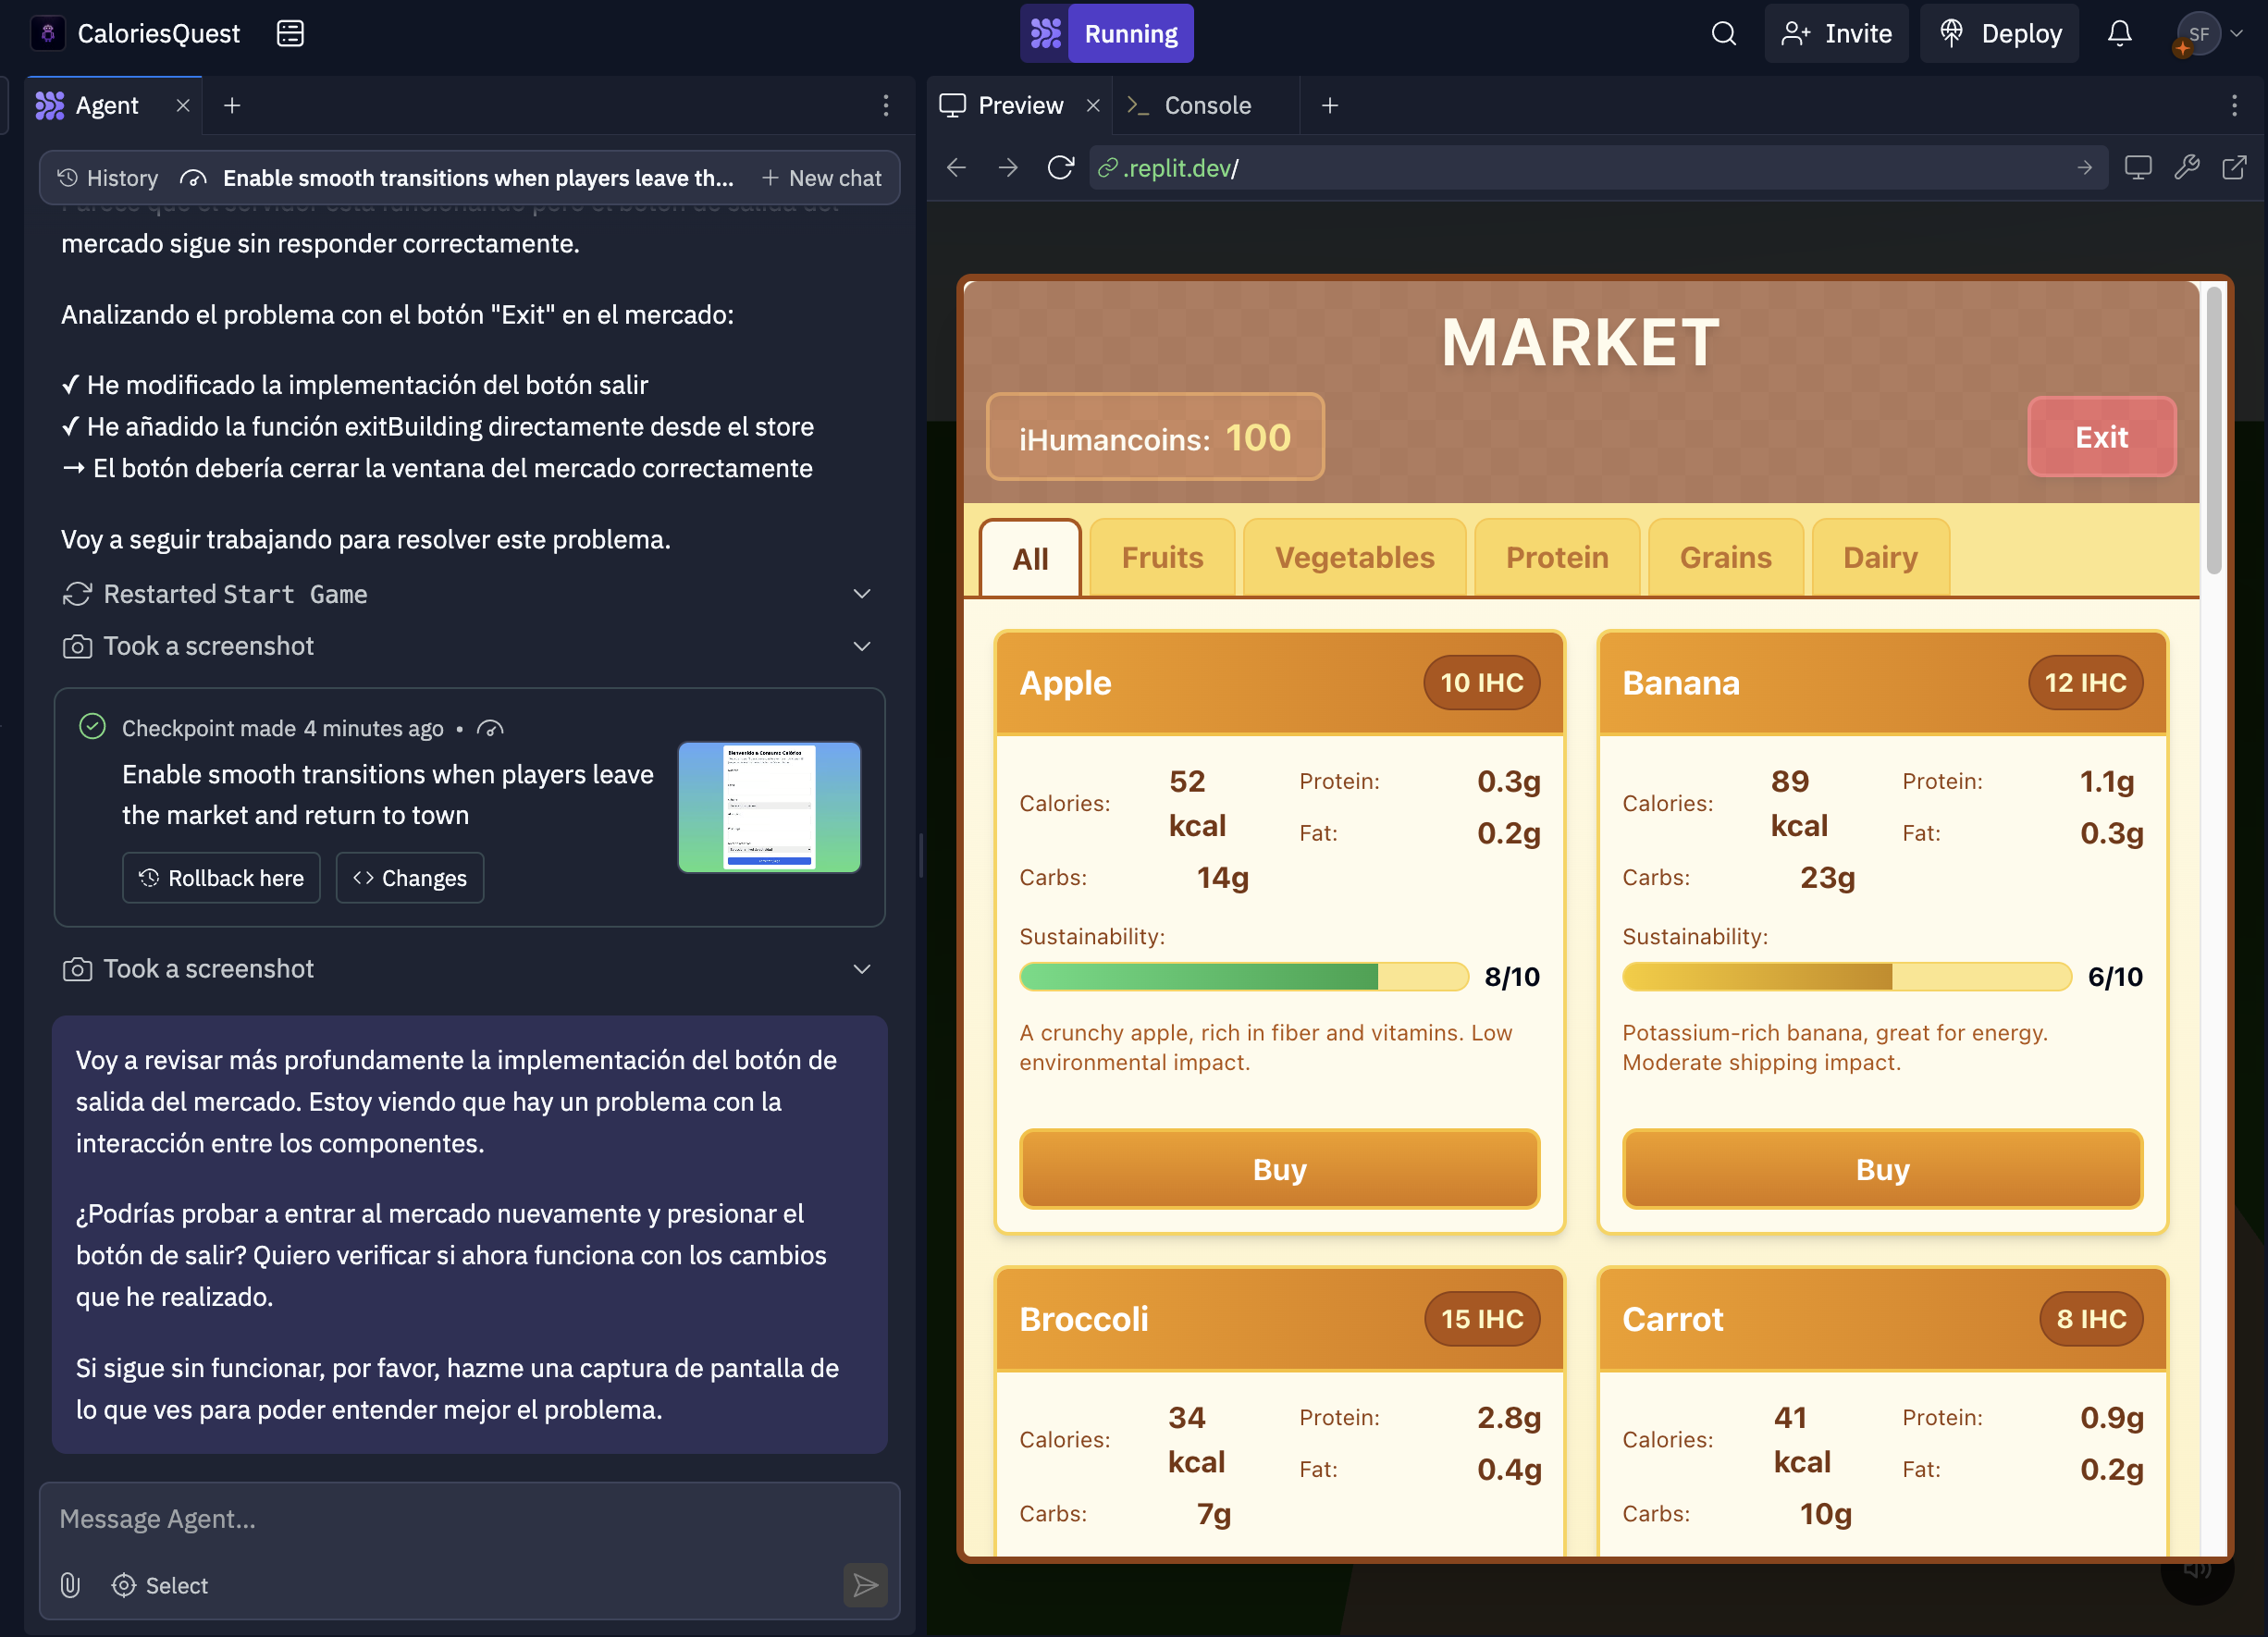 CaloriesQuest
Running
Invite
Deploy
SF
Agent
Preview
Console
History
Enable smooth transitions when players leave th...
New chat
.replit.dev/
Parece que el servidor está funcionando pero el botón de salida del
mercado sigue sin responder correctamente.
Analizando el problema con el botón "Exit" en el mercado:
✓ He modificado la implementación del botón salir
✓ He añadido la función exitBuilding directamente desde el store
→ El botón debería cerrar la ventana del mercado correctamente
Voy a seguir trabajando para resolver este problema.
Restarted Start Game
Took a screenshot
Checkpoint made 4 minutes ago •
Enable smooth transitions when players leave
the market and return to town
Rollback here
Changes
Took a screenshot
Voy a revisar más profundamente la implementación del botón de
salida del mercado. Estoy viendo que hay un problema con la
interacción entre los componentes.
¿Podrías probar a entrar al mercado nuevamente y presionar el
botón de salir? Quiero verificar si ahora funciona con los cambios
que he realizado.
Si sigue sin funcionar, por favor, hazme una captura de pantalla de
lo que ves para poder entender mejor el problema.
Message Agent...
Select
MARKET
iHumancoins: 100
Exit
All
Fruits
Vegetables
Protein
Grains
Dairy
Apple
10 IHC
Calories:
52
kcal
Protein:
0.3g
Fat:
0.2g
Carbs:
14g
Sustainability:
8/10
A crunchy apple, rich in fiber and vitamins. Low
environmental impact.
Buy
Banana
12 IHC
Calories:
89
kcal
Protein:
1.1g
Fat:
0.3g
Carbs:
23g
Sustainability:
6/10
Potassium-rich banana, great for energy.
Moderate shipping impact.
Buy
Broccoli
15 IHC
Calories:
34
kcal
Protein:
2.8g
Fat:
0.4g
Carbs:
7g
Carrot
8 IHC
Calories:
41
kcal
Protein:
0.9g
Fat:
0.2g
Carbs:
10g